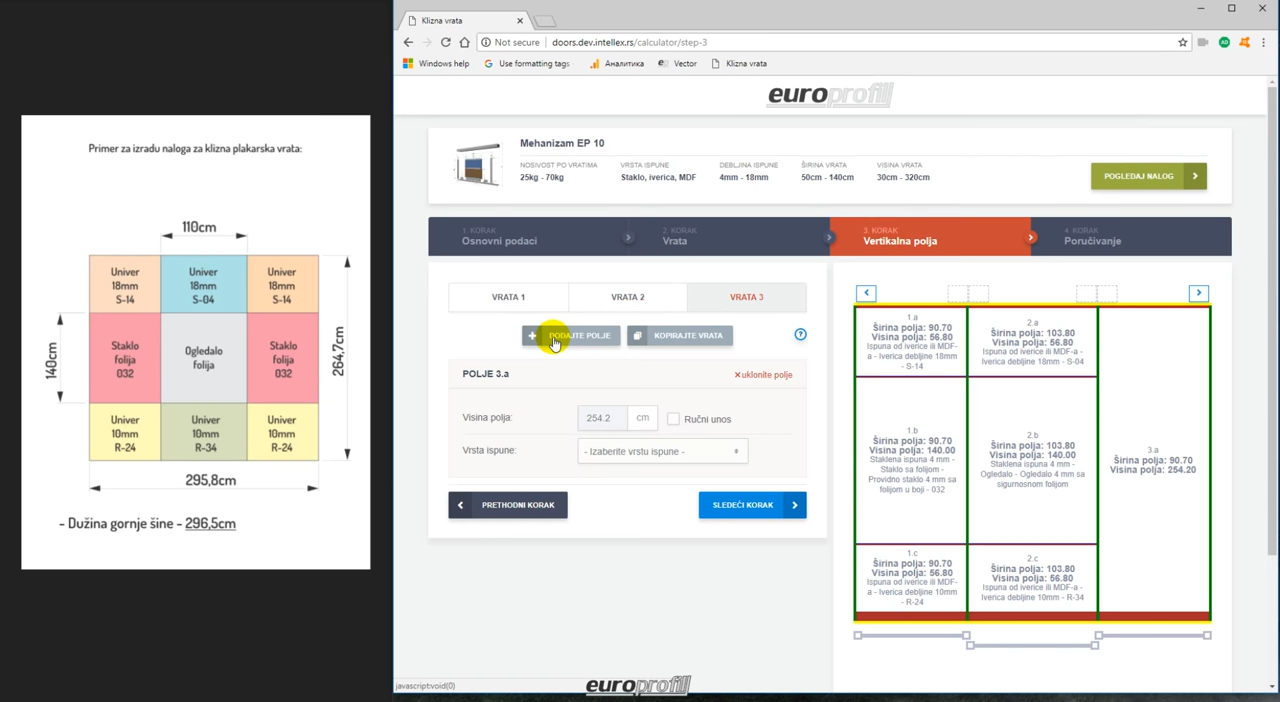 Primer za izradu naloga za klizna plakarska vrata:
110cm
Univer
18mm
S-14
Univer
18mm
S-04
Univer
18mm
S-14
140cm
Staklo
folija
032
Ogledalo
folija
Staklo
folija
032
264,7cm
Univer
10mm
R-24
Univer
10mm
R-34
Univer
10mm
R-24
295,8cm
- Dužina gornje šine - 296,5cm
Klizna vrata
Not secure
doors.dev.intellex.rs/calculator/step-3
Windows help
Use formatting tags
Аналитика
Vector
Klizna vrata
europrofill
Mehanizam EP 10
NOSIVOST PO VRATIMA
25kg - 70kg
VRSTA ISPUNE
Staklo, iverica, MDF
DEBLJINA ISPUNE
4mm - 18mm
ŠIRINA VRATA
50cm - 140cm
VISINA VRATA
30cm - 320cm
POGLEDAJ NALOG
1. KORAK
Osnovni podaci
2. KORAK
Vrata
3. KORAK
Vertikalna polja
4. KORAK
Poručivanje
VRATA 1
VRATA 2
VRATA 3
+ DODAJTE POLJE
KOPIRAJTE VRATA
?
POLJE 3.a
×uklonite polje
Visina polja:
254.2
cm
Ručni unos
Vrsta ispune:
- Izaberite vrstu ispune -
PRETHODNI KORAK
SLEDEĆI KORAK
1.a
Širina polja: 90.70
Visina polja: 56.80
Ispuna od iverice ili MDF-
a - Iverica debljine 18mm
- S-14
2.a
Širina polja: 103.80
Visina polja: 56.80
Ispuna od iverice ili MDF-a -
Iverica debljine 18mm - S-04
1.b
Širina polja: 90.70
Visina polja: 140.00
Staklena ispuna 4 mm -
Staklo sa folijom -
Providno staklo 4 mm sa
folijom u boji - 032
2.b
Širina polja: 103.80
Visina polja: 140.00
Staklena ispuna 4 mm -
Ogledalo - Ogledalo 4 mm sa
sigurnosnom folijom
3.a
Širina polja: 90.70
Visina polja: 254.20
1.c
Širina polja: 90.70
Visina polja: 56.80
Ispuna od iverice ili MDF-
a - Iverica debljine 10mm
- R-24
2.c
Širina polja: 103.80
Visina polja: 56.80
Ispuna od iverice ili MDF-a -
Iverica debljine 10mm - R-34
javascript:void(0)
europrofill